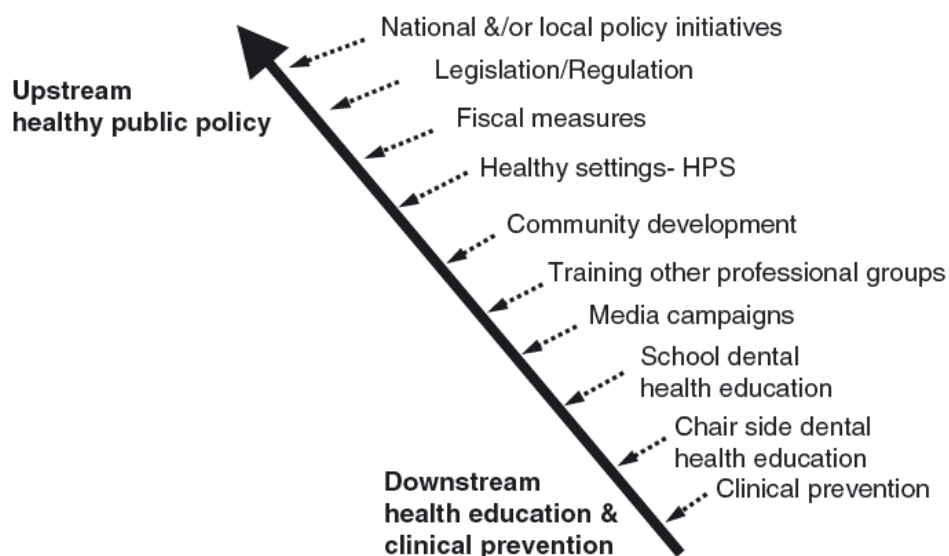 National &/or local policy initiatives
Legislation/Regulation
Upstream
healthy public policy
Fiscal measures
Healthy settings- HPS
Community development
Training other professional groups
Media campaigns
School dental
health education
Chair side dental
health education
Clinical prevention
Downstream
health education &
clinical prevention